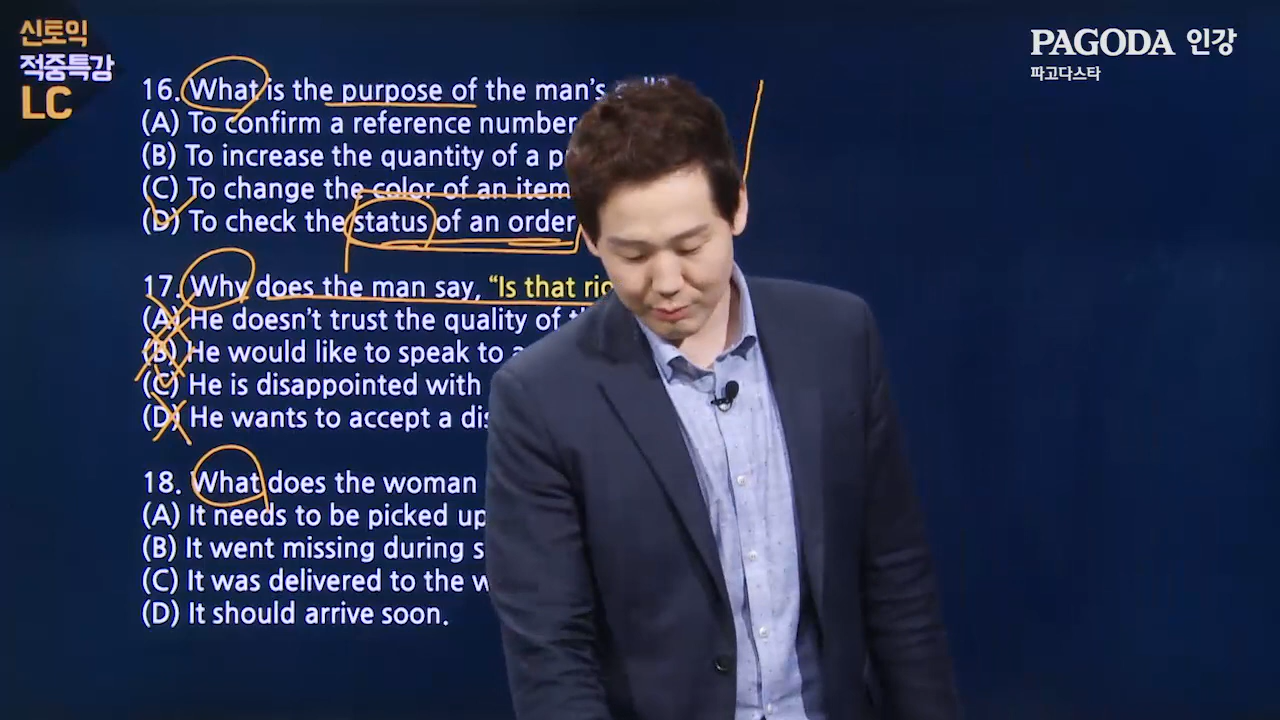 신토익
적중특강
LC
PAGODA 인강
파고다스타
16. What is the purpose of the man's
(A) To confirm a reference number
(B) To increase the quantity of a
(C) To change the color of an item
(D) To check the status of an order
17. Why does the man say, “Is that
(A) He doesn't trust the quality of
(B) He would like to speak to
(C) He is disappointed with
(D) He wants to accept a
18. What does the woman
(A) It needs to be picked up
(B) It went missing during
(C) It was delivered to the
(D) It should arrive soon.